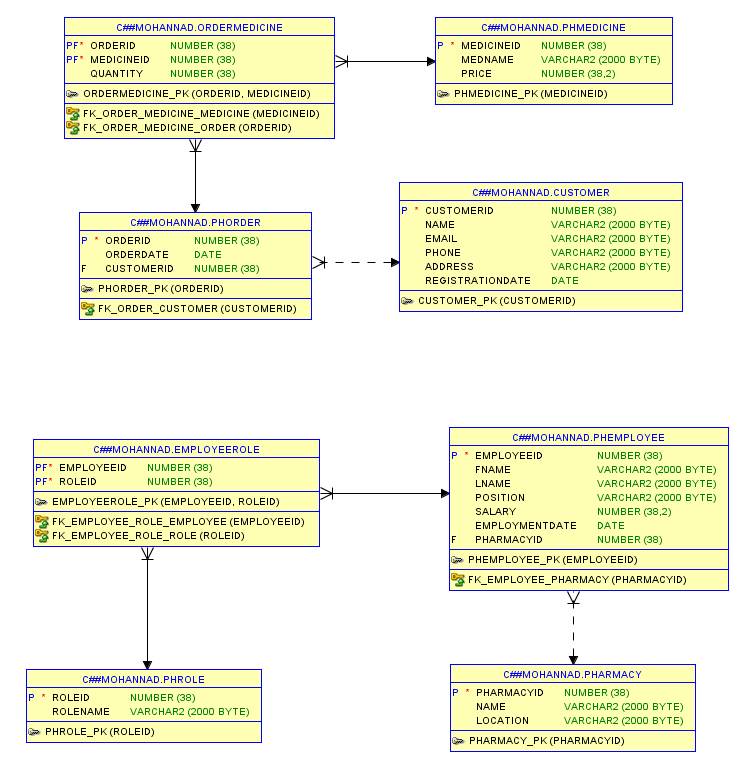 C##MOHANNAD.ORDERMEDICINE
PF* ORDERID NUMBER (38)
PF* MEDICINEID NUMBER (38)
QUANTITY NUMBER (38)
ORDERMEDICINE_PK (ORDERID, MEDICINEID)
FK_ORDER_MEDICINE_MEDICINE (MEDICINEID)
FK_ORDER_MEDICINE_ORDER (ORDERID)
C##MOHANNAD.PHMEDICINE
P * MEDICINEID NUMBER (38)
MEDNAME VARCHAR2 (2000 BYTE)
PRICE NUMBER (38,2)
PHMEDICINE_PK (MEDICINEID)
C##MOHANNAD.PHORDER
P * ORDERID NUMBER (38)
ORDERDATE DATE
F CUSTOMERID NUMBER (38)
PHORDER_PK (ORDERID)
FK_ORDER_CUSTOMER (CUSTOMERID)
C##MOHANNAD.CUSTOMER
P * CUSTOMERID NUMBER (38)
NAME VARCHAR2 (2000 BYTE)
EMAIL VARCHAR2 (2000 BYTE)
PHONE VARCHAR2 (2000 BYTE)
ADDRESS VARCHAR2 (2000 BYTE)
REGISTRATIONDATE DATE
CUSTOMER_PK (CUSTOMERID)
C##MOHANNAD.EMPLOYEEROLE
PF* EMPLOYEEID NUMBER (38)
PF* ROLEID NUMBER (38)
EMPLOYEEROLE_PK (EMPLOYEEID, ROLEID)
FK_EMPLOYEE_ROLE_EMPLOYEE (EMPLOYEEID)
FK_EMPLOYEE_ROLE_ROLE (ROLEID)
C##MOHANNAD.PHEMPLOYEE
P * EMPLOYEEID NUMBER (38)
FNAME VARCHAR2 (2000 BYTE)
LNAME VARCHAR2 (2000 BYTE)
POSITION VARCHAR2 (2000 BYTE)
SALARY NUMBER (38,2)
EMPLOYMENTDATE DATE
F PHARMACYID NUMBER (38)
PHEMPLOYEE_PK (EMPLOYEEID)
FK_EMPLOYEE_PHARMACY (PHARMACYID)
C##MOHANNAD.PHROLE
P * ROLEID NUMBER (38)
ROLENAME VARCHAR2 (2000 BYTE)
PHROLE_PK (ROLEID)
C##MOHANNAD.PHARMACY
P * PHARMACYID NUMBER (38)
NAME VARCHAR2 (2000 BYTE)
LOCATION VARCHAR2 (2000 BYTE)
PHARMACY_PK (PHARMACYID)